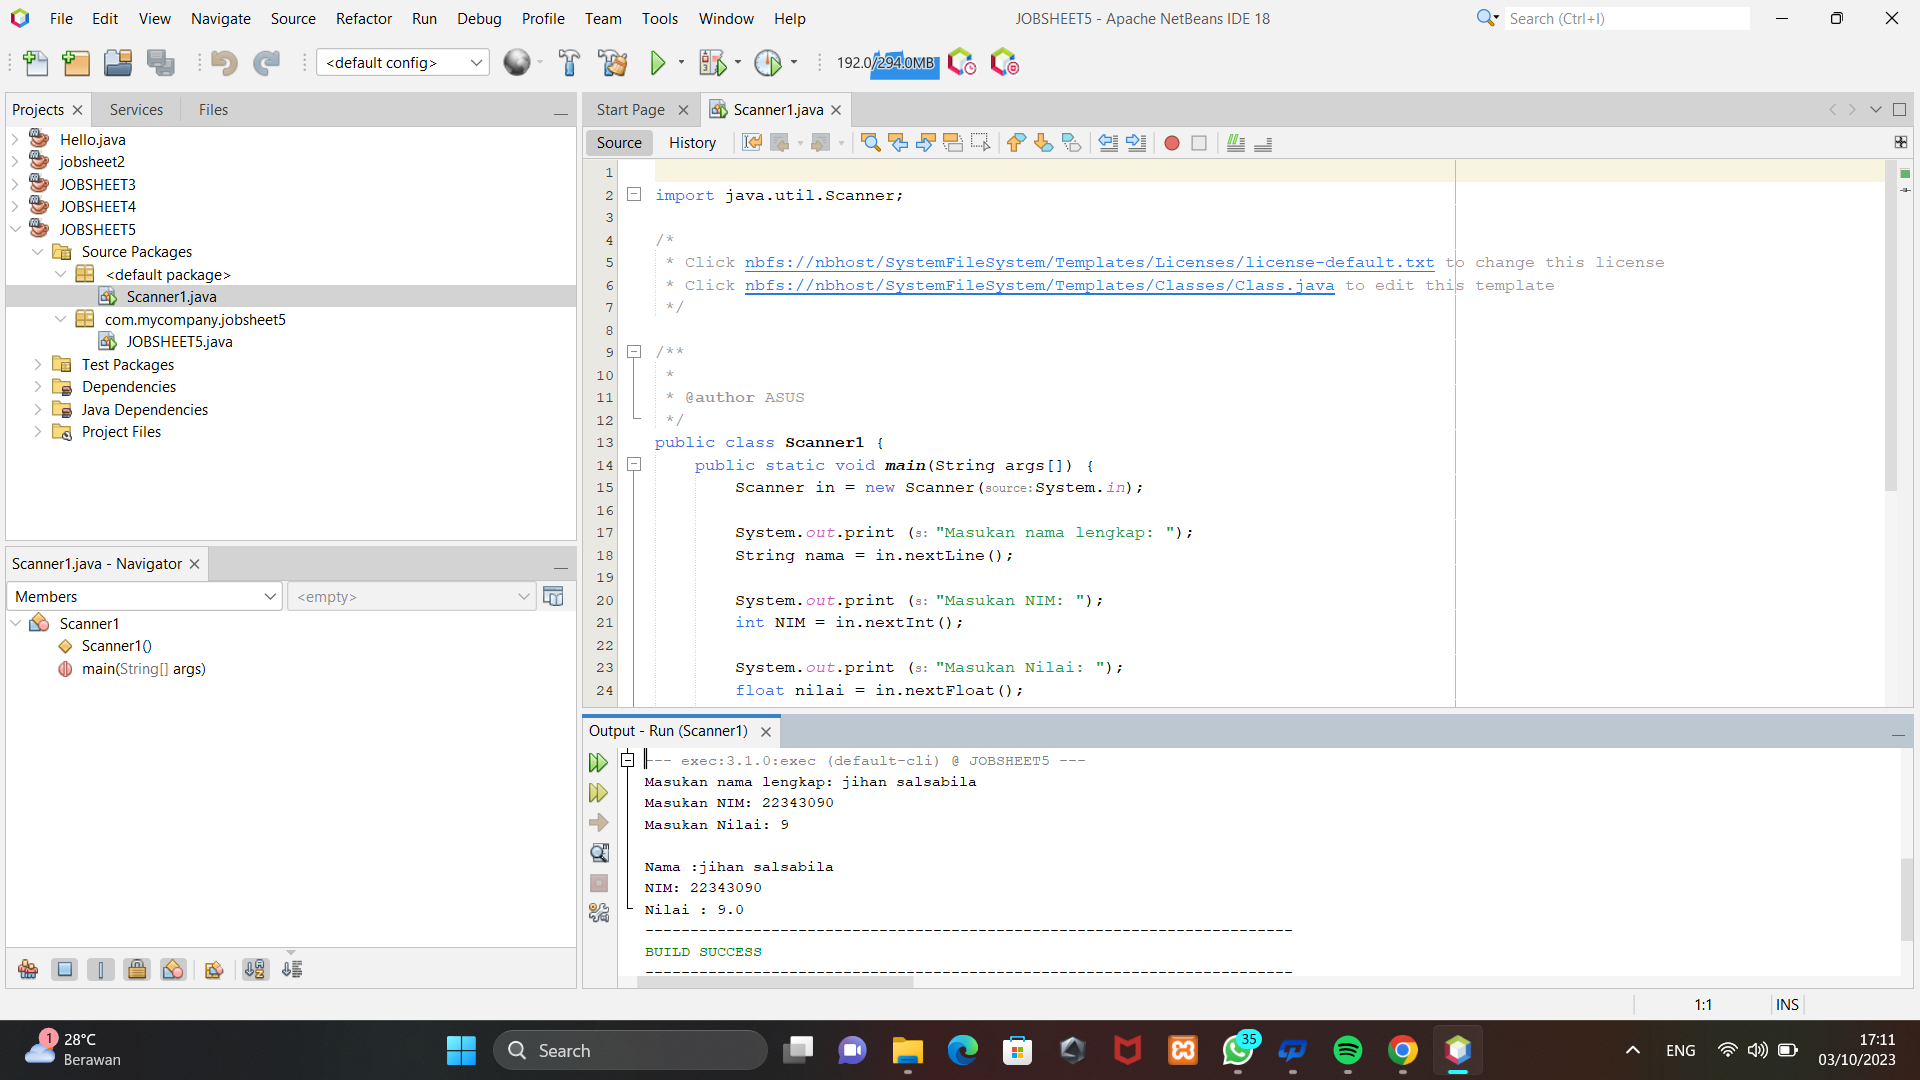 File Edit View Navigate Source Refactor Run Debug Profile Team Tools Window Help
JOBSHEET5 - Apache NetBeans IDE 18
Search (Ctrl+I)
<default config>
192.0/294.0MB
Projects Services Files
Hello.java
jobsheet2
JOBSHEET3
JOBSHEET4
JOBSHEET5
Source Packages
<default package>
Scanner1.java
com.mycompany.jobsheet5
JOBSHEET5.java
Test Packages
Dependencies
Java Dependencies
Project Files
Scanner1.java - Navigator
Members
<empty>
Scanner1
Scanner1()
main(String[] args)
Start Page Scanner1.java
Source History
1
2 import java.util.Scanner;
3
4 /*
5 * Click nbfs://nbhost/SystemFileSystem/Templates/Licenses/license-default.txt to change this license
6 * Click nbfs://nbhost/SystemFileSystem/Templates/Classes/Class.java to edit this template
7 */
8
9 /**
10 *
11 * @author ASUS
12 */
13 public class Scanner1 {
14 public static void main(String args[]) {
15 Scanner in = new Scanner(source:System.in);
16
17 System.out.print (s: "Masukan nama lengkap: ");
18 String nama = in.nextLine();
19
20 System.out.print (s: "Masukan NIM: ");
21 int NIM = in.nextInt();
22
23 System.out.print (s: "Masukan Nilai: ");
24 float nilai = in.nextFloat();
Output - Run (Scanner1)
--- exec:3.1.0:exec (default-cli) @ JOBSHEET5 ---
Masukan nama lengkap: jihan salsabila
Masukan NIM: 22343090
Masukan Nilai: 9
Nama :jihan salsabila
NIM: 22343090
Nilai : 9.0
------------------------------------------------------------------------
BUILD SUCCESS
------------------------------------------------------------------------
1:1 INS
1
28°C
Berawan
Search
35
ENG
17:11
03/10/2023